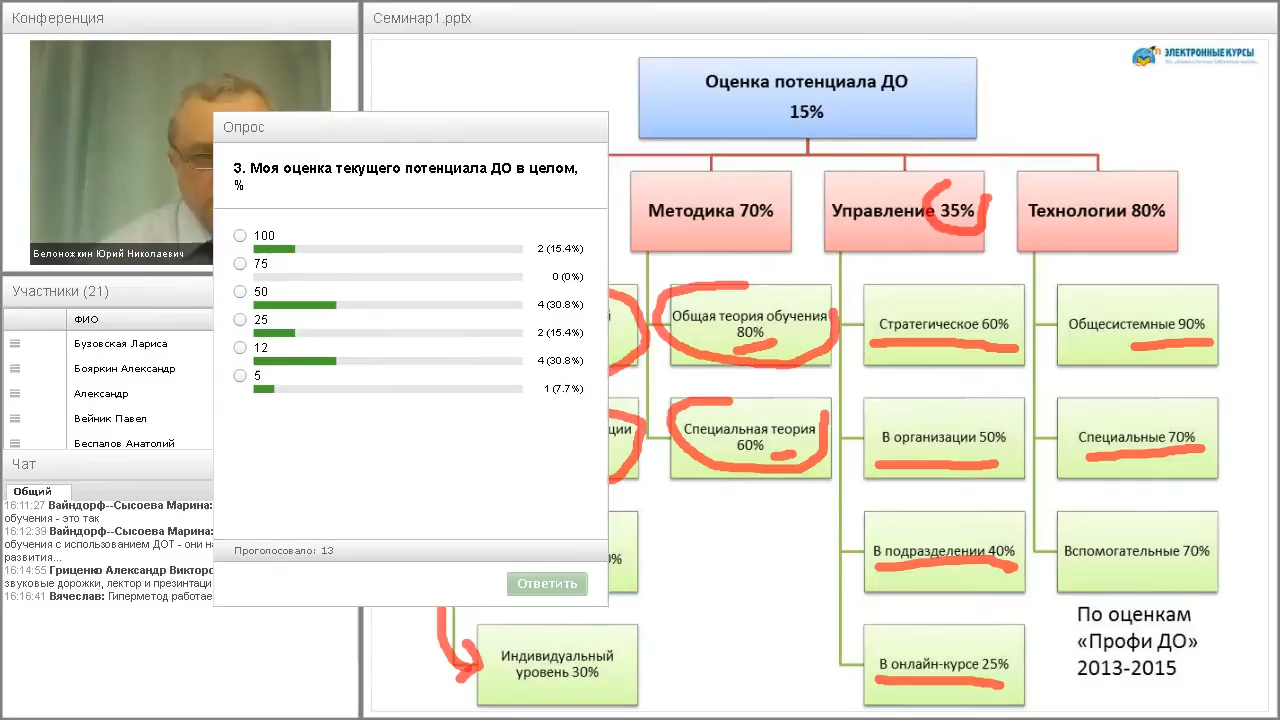 Конференция
Белоножкин Юрий Николаевич
Участники (21)
ФИО
Бузовская Лариса
Бояркин Александр
Александр
Вейник Павел
Беспалов Анатолий
Чат
Общий
16:11:27 Вайндорф--Сысоева Марина:
обучения - это так
16:12:39 Вайндорф--Сысоева Марина:
обучения с использованием ДОТ - они
развития...
16:14:55 Гриценко Александр
звуковые дорожки, лектор и
16:16:41 Вячеслав: Гиперметод
Опрос
3. Моя оценка текущего потенциала ДО в целом,
%
100
2 (15.4%)
75
0 (0%)
50
4 (30.8%)
25
2 (15.4%)
12
4 (30.8%)
5
1 (7.7%)
Проголосовало: 13
Ответить
Семинар1.pptx
ЭЛЕКТРОННЫЕ КУРСЫ
Оценка потенциала ДО
15%
Методика 70%
Управление 35%
Технологии 80%
Общая теория обучения
80%
Специальная теория
60%
Стратегическое 60%
В организации 50%
В подразделении 40%
В онлайн-курсе 25%
Общесистемные 90%
Специальные 70%
Вспомогательные 70%
Индивидуальный
уровень 30%
По оценкам
«Профи ДО»
2013-2015